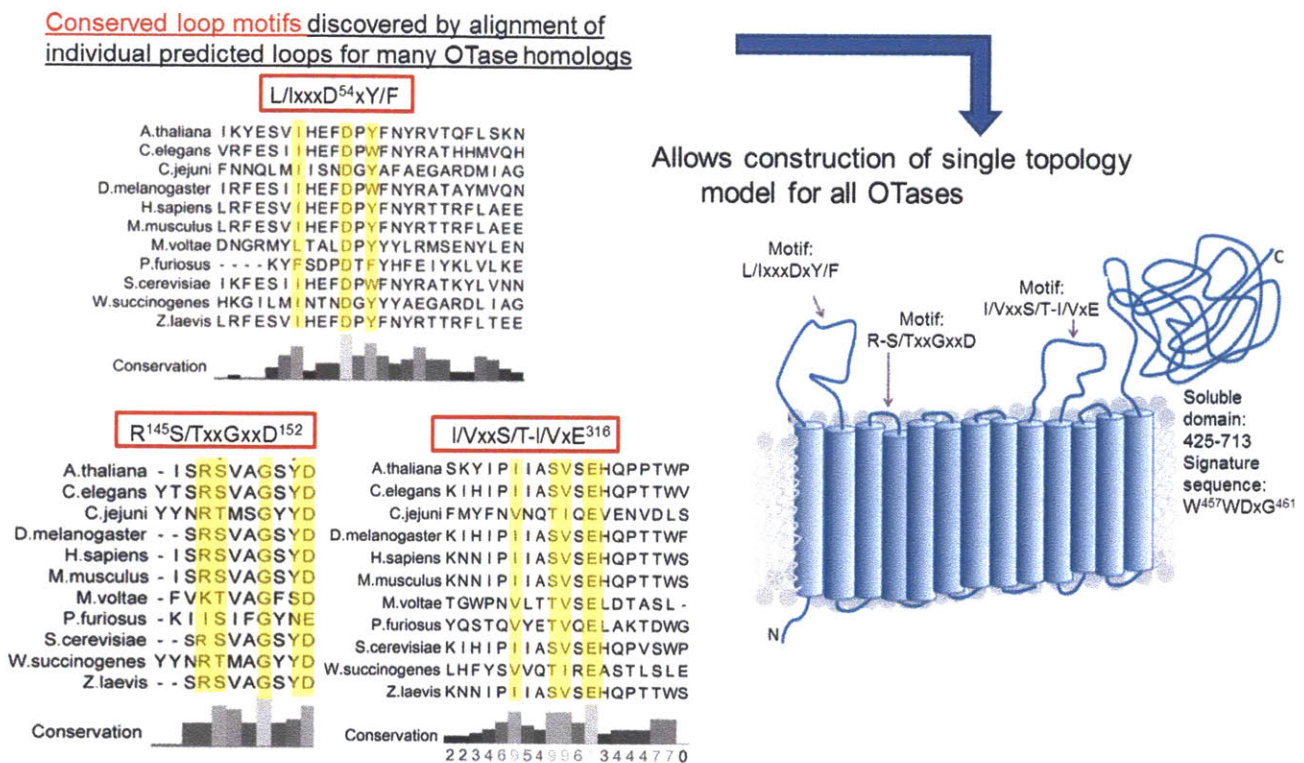 Conserved loop motifs discovered by alignment of
individual predicted loops for many OTase homologs
L/IxxxD54xY/F
A.thaliana IKYESVIHEFDPYFNYRVTQFLSKN
C.elegans VRFESIIHEFDPWFNYRATHHMVQH
C.jejuni FNNQLMIISNDGYAFAEGARDMIAG
D.melanogaster IRFESIIHEFDPWFNYRATAYMVQN
H.sapiens LRFESVIHEFDPYFNYRTTRFLAEE
M.musculus LRFESVIHEFDPYFNYRTTRFLAEE
M.voltae DNGRMYLTALDPYYYLRMSENYLEN
P.furiosus ----KYFSDPDTFYHFEIYKLVLKE
S.cerevisiae IKFESIIHEFDPWFNYRATKYLVNN
W.succinogenes HKGILMINTNDGYYYAEGARDLIAG
Z.laevis LRFESVIHEFDPYFNYRTTRFLTEE
Conservation
R145S/TxxGxxD152
A.thaliana -ISRSVAGSYD
C.elegans YTSRSVAGSYD
C.jejuni YYNRTMSGYYD
D.melanogaster --SRSVAGSYD
H.sapiens -ISRSVAGSYD
M.musculus -ISRSVAGSYD
M.voltae -FVKTVAGFSD
P.furiosus -KIISIFGYNE
S.cerevisiae --SRSVAGSYD
W.succinogenes YYNRTMAGYYD
Z.laevis --SRSVAGSYD
Conservation
I/VxxS/T-I/VxE316
A.thaliana SKYIPIIASVSEHQPPTWP
C.elegans KIHIPIIASVSEHQPTTWV
C.jejuni FMYFNVNQTIQEVENVDLS
D.melanogaster KIHIPIIASVSEHQPTTWF
H.sapiens KNNIPIIASVSEHQPTTWS
M.musculus KNNIPIIASVSEHQPTTWS
M.voltae TGWPNVLTTVSELDTASL-
P.furiosus YQSTQVYETVQELAKTDWG
S.cerevisiae KIHIPIIASVSEHQPVSWP
W.succinogenes LHFYSVVQTIREASTLSLE
Z.laevis KNNIPIIASVSEHQPTTWS
Conservation
22346954996 3444770
Allows construction of single topology
model for all OTases
Motif:
L/IxxxDxY/F
Motif:
R-S/TxxGxxD
Motif:
I/VxxS/T-I/VxE
C
Soluble
domain:
425-713
Signature
sequence:
W457WDxG461
N